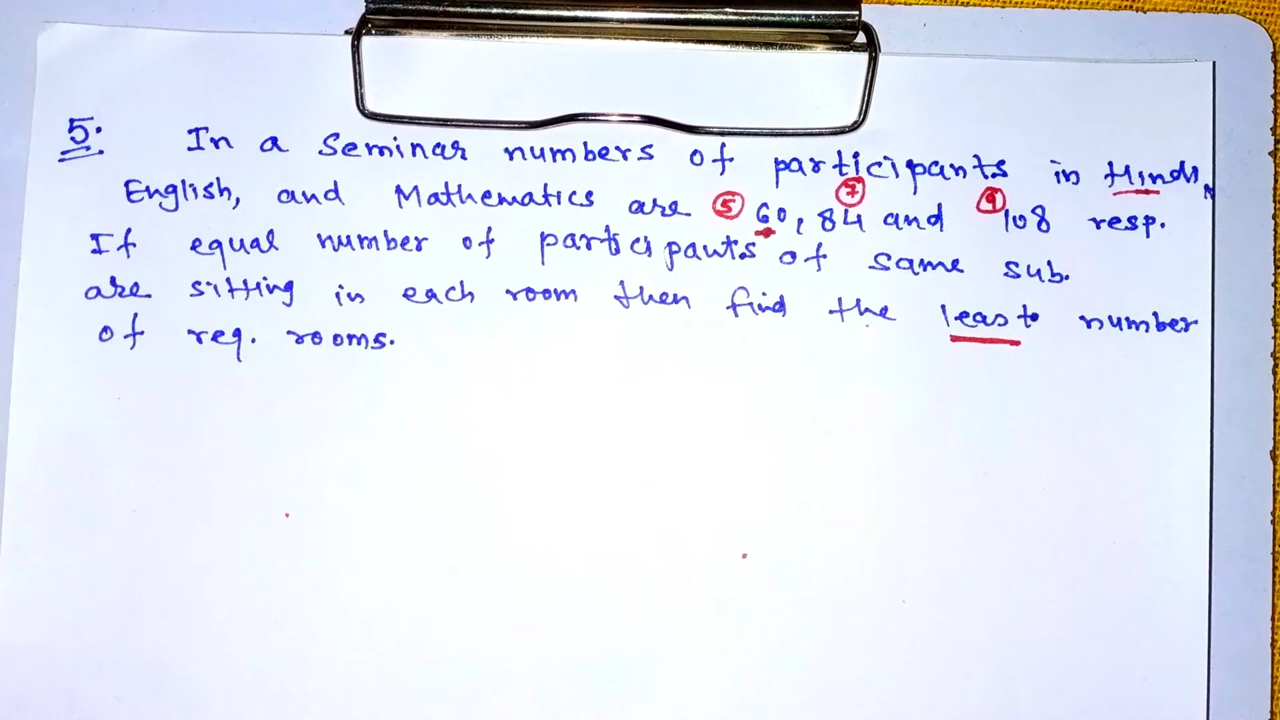 5. In a Seminar numbers of participants in Hindi,
English, and Mathematics are ⑤ 60, ⑦ 84 and ⑨ 108 resp.
If equal number of participants of same sub.
are sitting in each room then find the least number
of req. rooms.